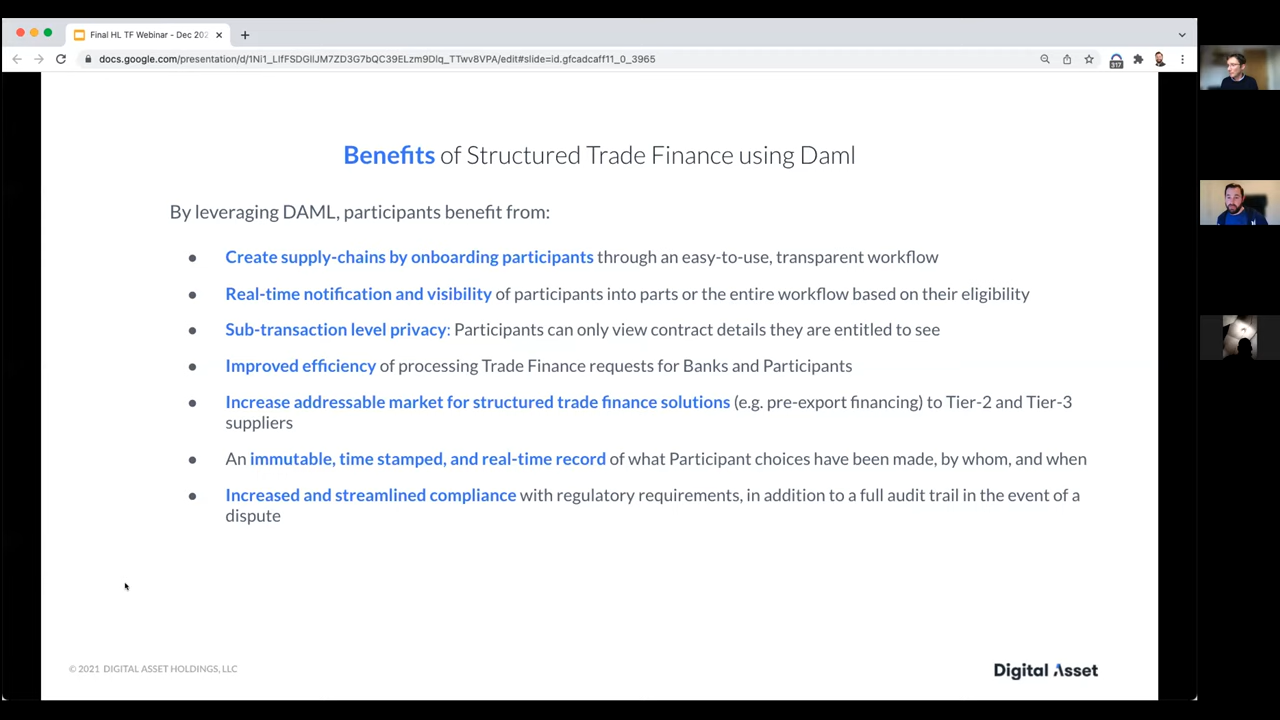 Final HL TF Webinar - Dec 202
docs.google.com/presentation/d/1Ni1_LIfFSDGlIJM7ZD3G7bQC39ELzm9Dlq_TTwv8VPA/edit#slide=id.gfcadcaff11_0_3965
317
Benefits of Structured Trade Finance using Daml
By leveraging DAML, participants benefit from:
● Create supply-chains by onboarding participants through an easy-to-use, transparent workflow
● Real-time notification and visibility of participants into parts or the entire workflow based on their eligibility
● Sub-transaction level privacy: Participants can only view contract details they are entitled to see
● Improved efficiency of processing Trade Finance requests for Banks and Participants
● Increase addressable market for structured trade finance solutions (e.g. pre-export financing) to Tier-2 and Tier-3
suppliers
● An immutable, time stamped, and real-time record of what Participant choices have been made, by whom, and when
● Increased and streamlined compliance with regulatory requirements, in addition to a full audit trail in the event of a
dispute
© 2021 DIGITAL ASSET HOLDINGS, LLC
Digital Asset